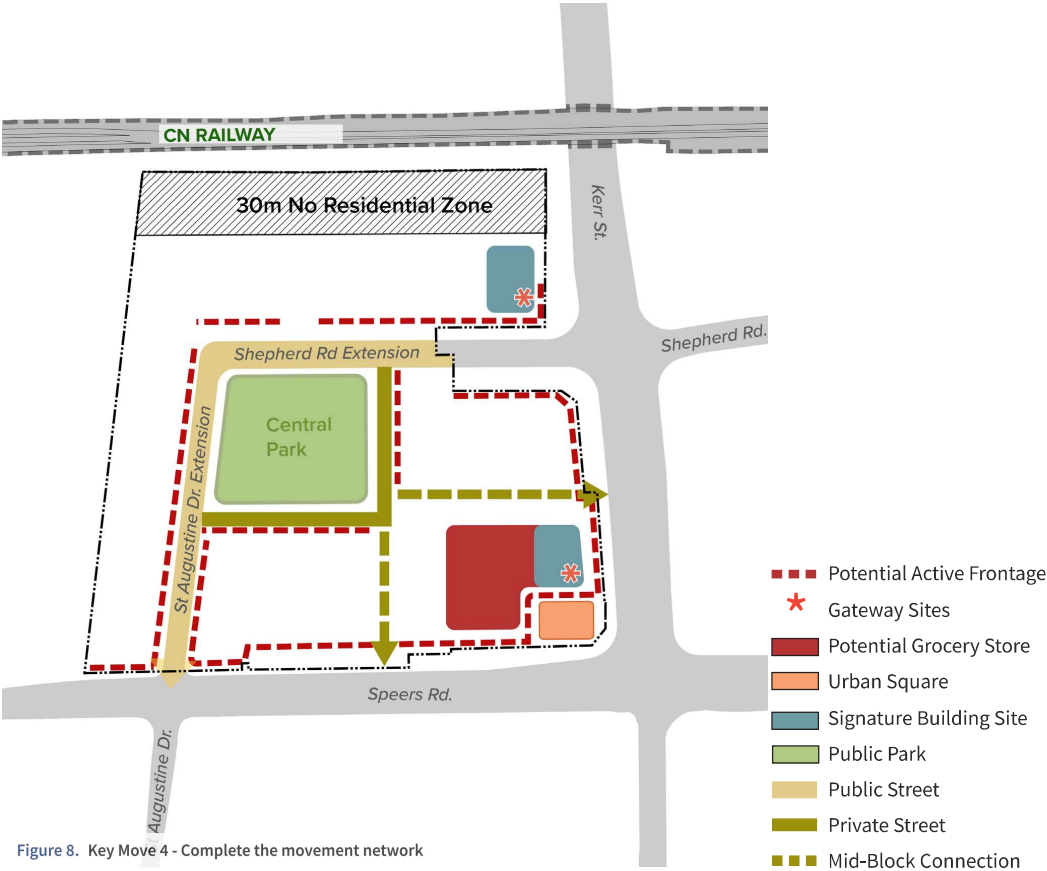 CN RAILWAY
30m No Residential Zone
Kerr St.
Shepherd Rd.
Shepherd Rd Extension
Central
Park
St Augustine Dr. Extension
Speers Rd.
St Augustine Dr.
Potential Active Frontage
Gateway Sites
Potential Grocery Store
Urban Square
Signature Building Site
Public Park
Public Street
Private Street
Mid-Block Connection
Figure 8. Key Move 4 - Complete the movement network